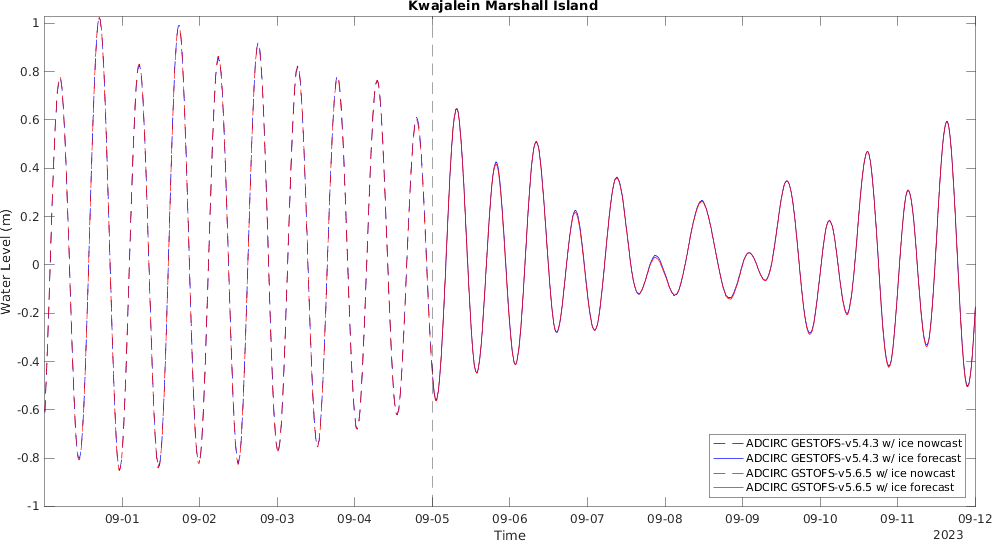 Kwajalein Marshall Island
1
0.8
0.6
0.4
0.2
0
-0.2
-0.4
-0.6
-0.8
-1
Water Level (m)
ADCIRC GESTOFS-v5.4.3 w/ ice nowcast
ADCIRC GESTOFS-v5.4.3 w/ ice forecast
ADCIRC GSTOFS-v5.6.5 w/ ice nowcast
ADCIRC GSTOFS-v5.6.5 w/ ice forecast
09-01 09-02 09-03 09-04 09-05 09-06 09-07 09-08 09-09 09-10 09-11 09-12
Time
2023